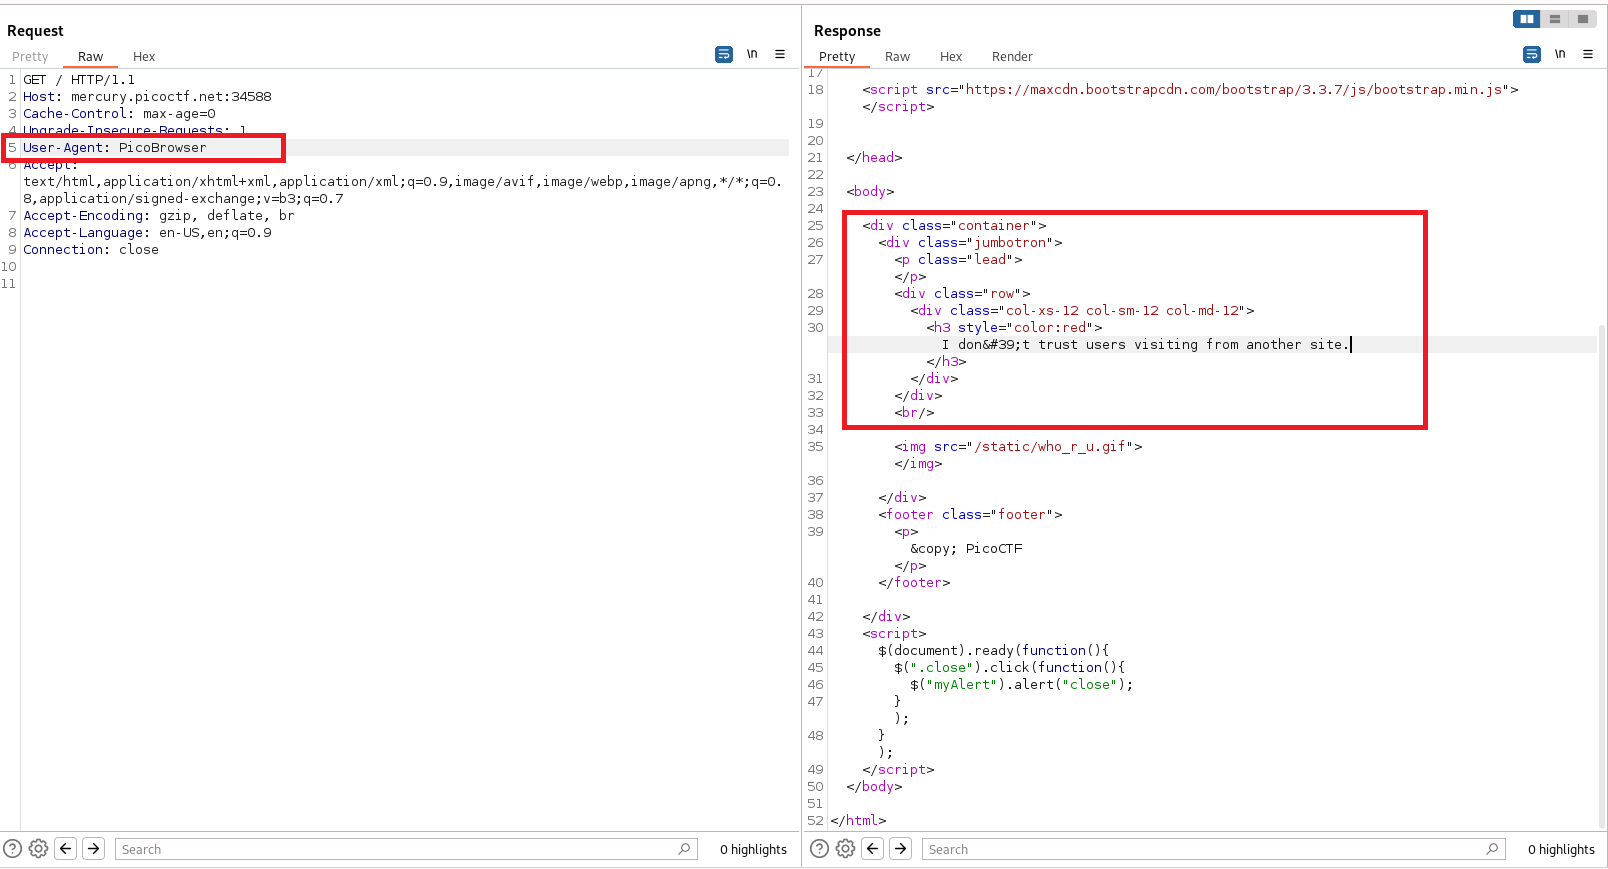 Request
Pretty Raw Hex
\n
1 GET / HTTP/1.1
2 Host: mercury.picoctf.net:34588
3 Cache-Control: max-age=0
4 Upgrade-Insecure-Requests: 1
5 User-Agent: PicoBrowser
6 Accept:
text/html,application/xhtml+xml,application/xml;q=0.9,image/avif,image/webp,image/apng,*/*;q=0.
8,application/signed-exchange;v=b3;q=0.7
7 Accept-Encoding: gzip, deflate, br
8 Accept-Language: en-US,en;q=0.9
9 Connection: close
10
11
Search
0 highlights
Response
Pretty Raw Hex Render
\n
17
18 <script src="https://maxcdn.bootstrapcdn.com/bootstrap/3.3.7/js/bootstrap.min.js">
</script>
19
20
21 </head>
22
23 <body>
24
25 <div class="container">
26 <div class="jumbotron">
27 <p class="lead">
</p>
28 <div class="row">
29 <div class="col-xs-12 col-sm-12 col-md-12">
30 <h3 style="color:red">
I don&#39;t trust users visiting from another site.
</h3>
31 </div>
32 </div>
33 <br/>
34
35 <img src="/static/who_r_u.gif">
</img>
36
37 </div>
38 <footer class="footer">
39 <p>
&copy; PicoCTF
</p>
40 </footer>
41
42 </div>
43 <script>
44 $(document).ready(function(){
45 $(".close").click(function(){
46 $("myAlert").alert("close");
47 }
);
48 }
);
49 </script>
50 </body>
51
52 </html>
Search
0 highlights